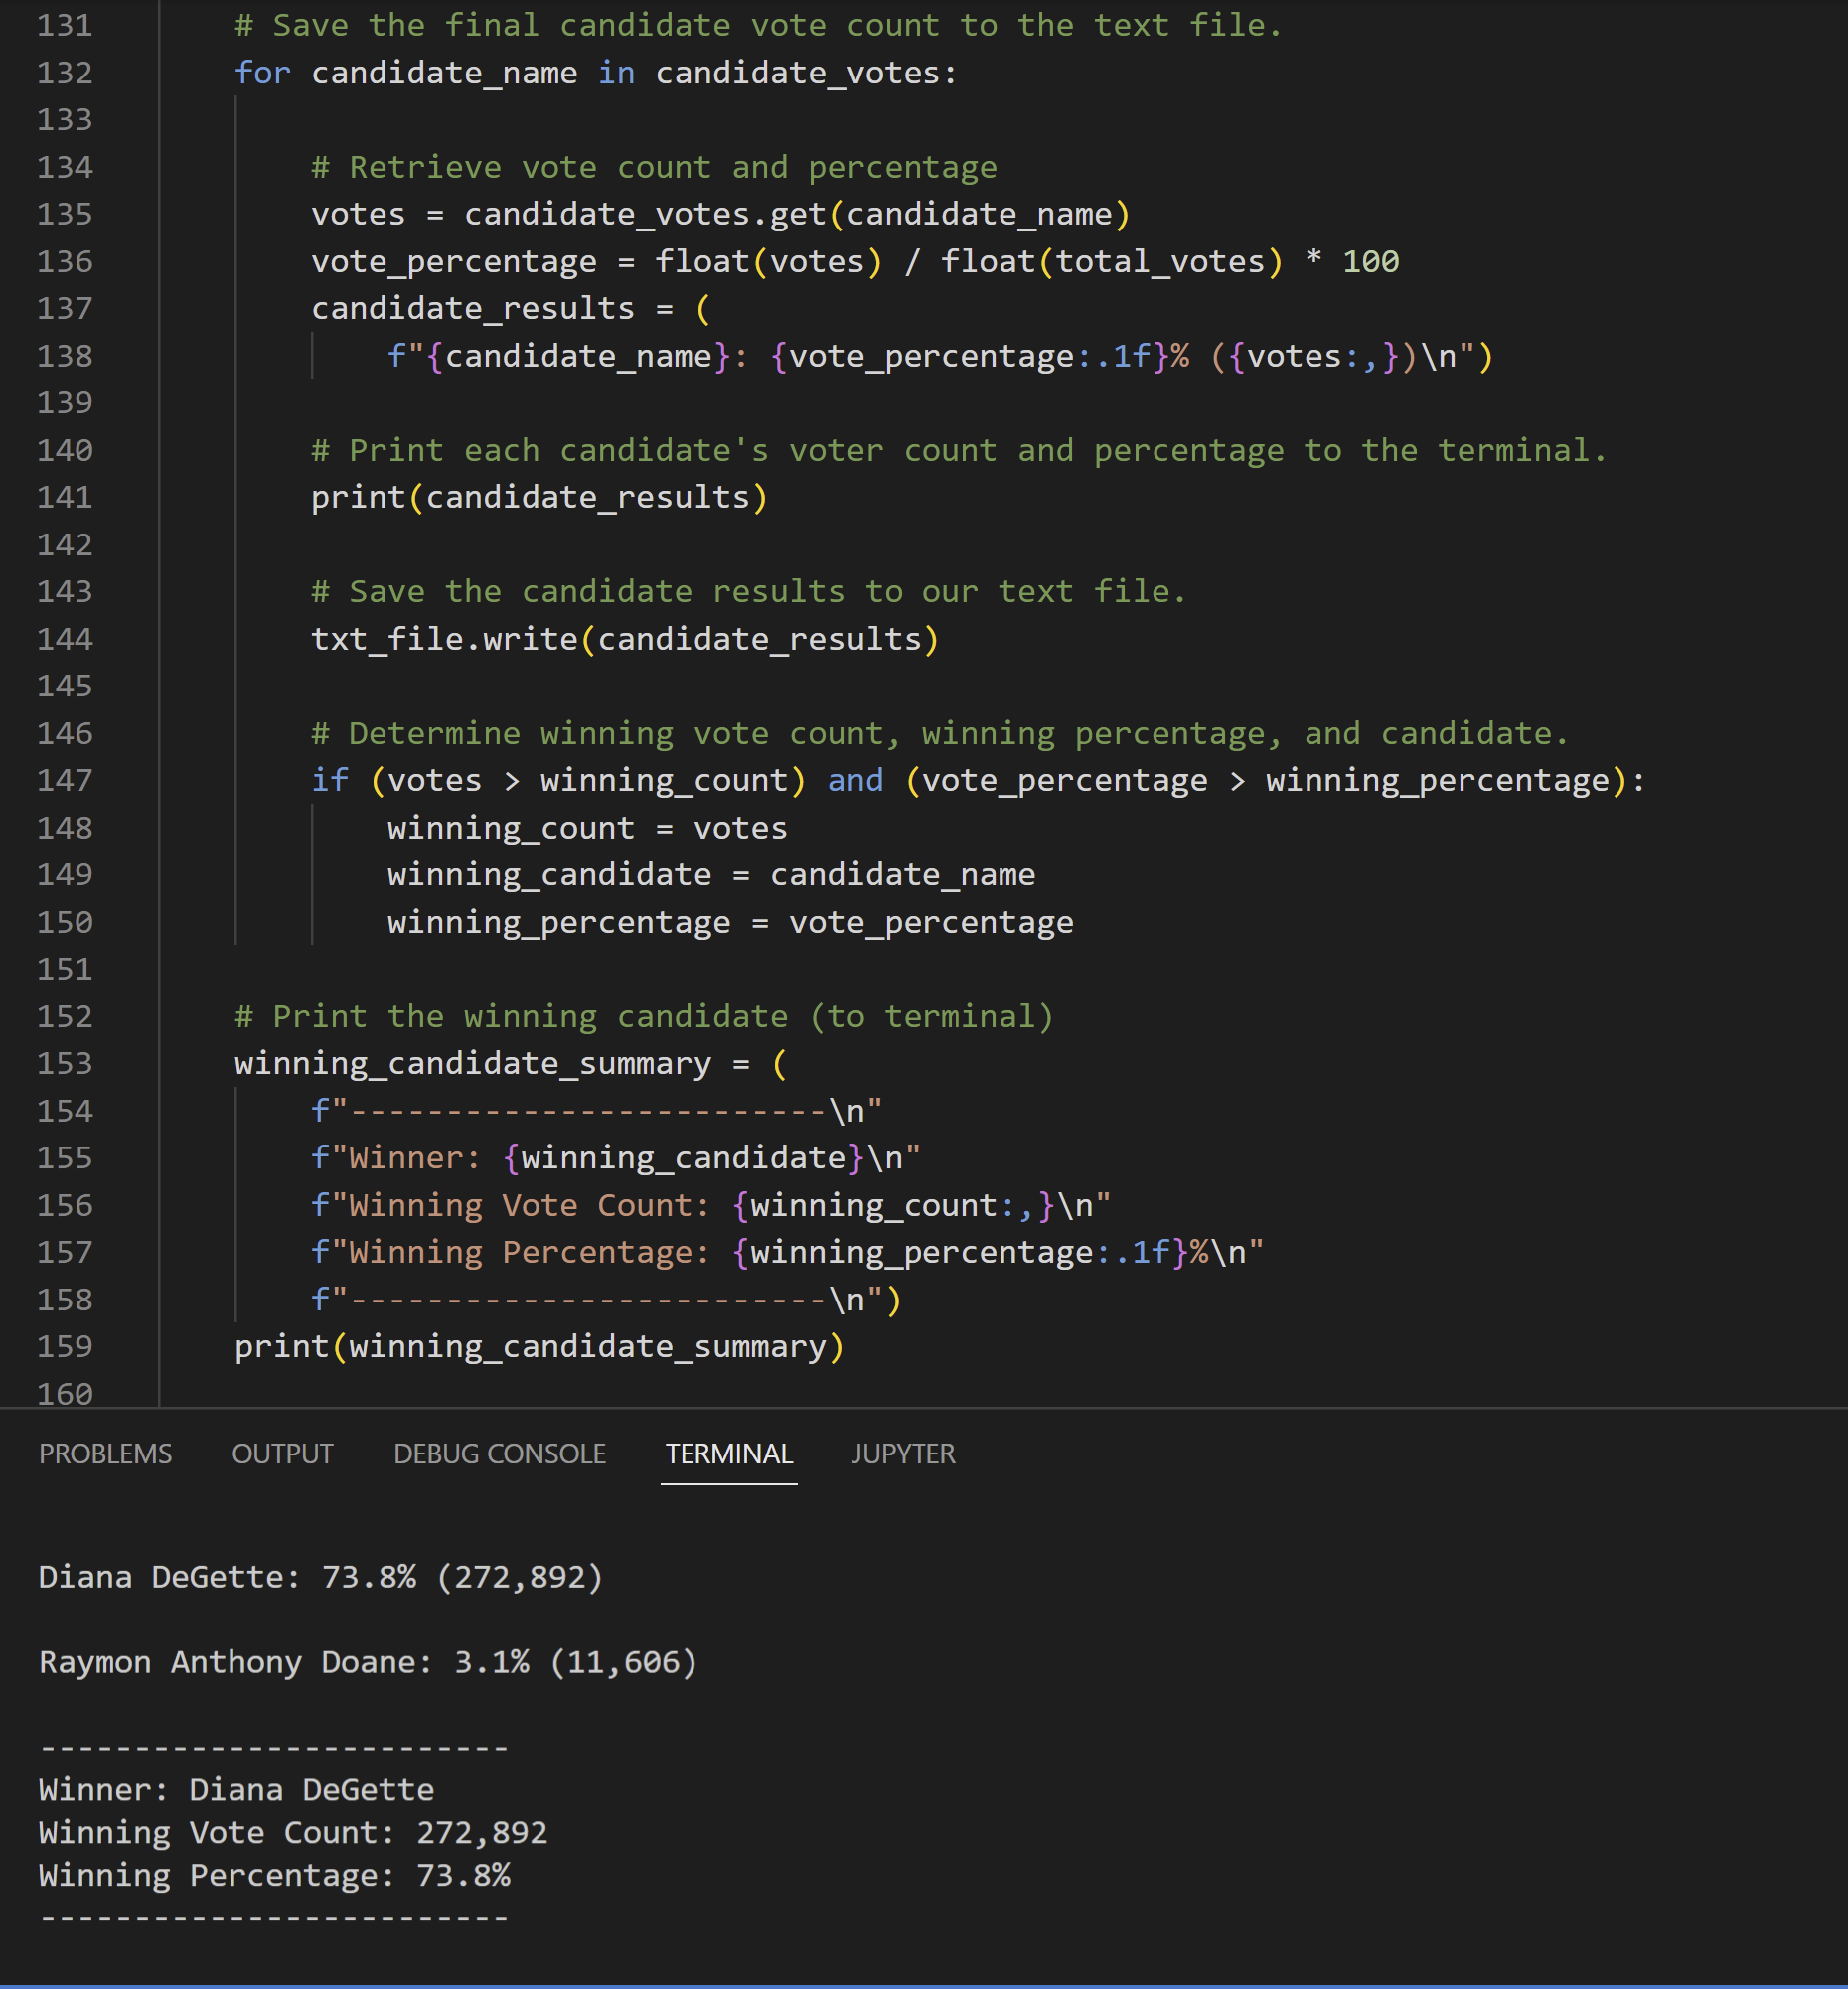 131 # Save the final candidate vote count to the text file.
132 for candidate_name in candidate_votes:
133
134 # Retrieve vote count and percentage
135 votes = candidate_votes.get(candidate_name)
136 vote_percentage = float(votes) / float(total_votes) * 100
137 candidate_results = (
138 f"{candidate_name}: {vote_percentage:.1f}% ({votes:,})\n")
139
140 # Print each candidate's voter count and percentage to the terminal.
141 print(candidate_results)
142
143 # Save the candidate results to our text file.
144 txt_file.write(candidate_results)
145
146 # Determine winning vote count, winning percentage, and candidate.
147 if (votes > winning_count) and (vote_percentage > winning_percentage):
148 winning_count = votes
149 winning_candidate = candidate_name
150 winning_percentage = vote_percentage
151
152 # Print the winning candidate (to terminal)
153 winning_candidate_summary = (
154 f"-------------------------\n"
155 f"Winner: {winning_candidate}\n"
156 f"Winning Vote Count: {winning_count:,}\n"
157 f"Winning Percentage: {winning_percentage:.1f}%\n"
158 f"-------------------------\n")
159 print(winning_candidate_summary)
160
PROBLEMS OUTPUT DEBUG CONSOLE TERMINAL JUPYTER
Diana DeGette: 73.8% (272,892)
Raymon Anthony Doane: 3.1% (11,606)
-------------------------
Winner: Diana DeGette
Winning Vote Count: 272,892
Winning Percentage: 73.8%
-------------------------